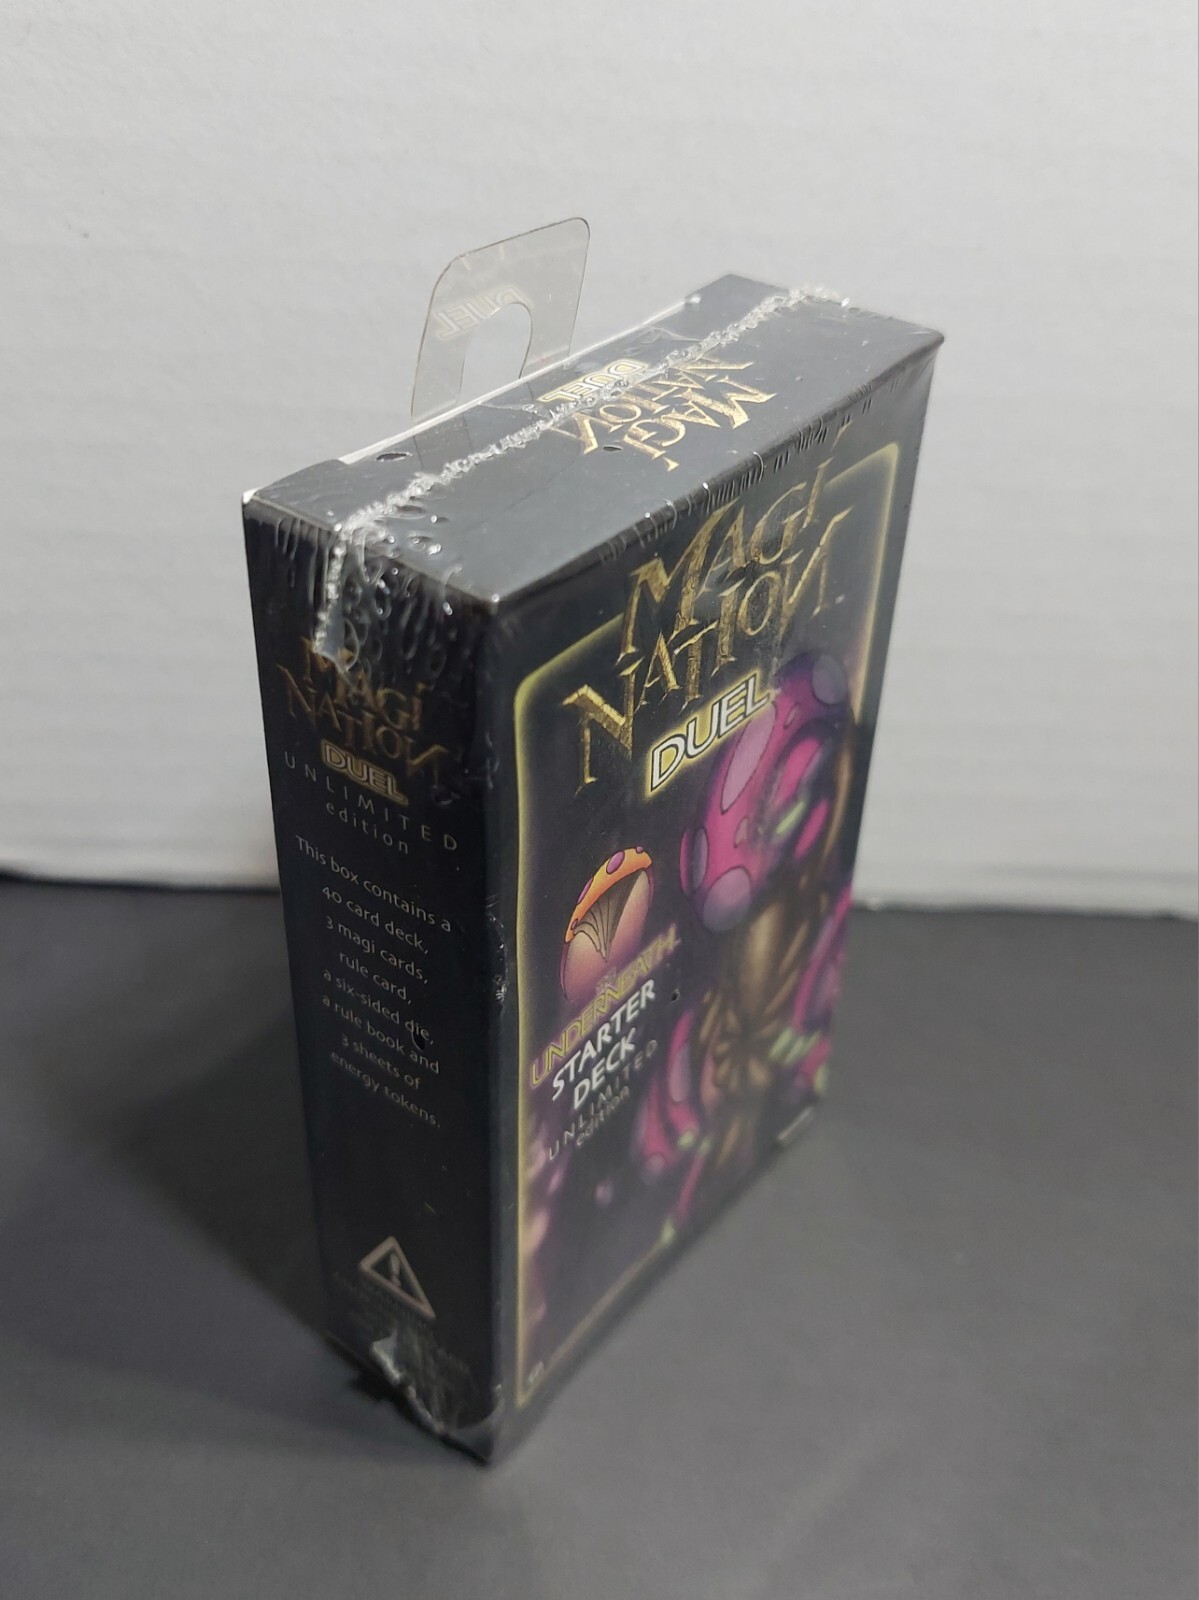 DUEL
MAGI
NATION
DUEL
MAGI
NATION
DUEL
UNDERNEATH
STARTER
DECK
UNLIMITED
edition
MAGI
NATION
DUEL
UNLIMITED
edition
This box contains a
40 card deck,
3 magi cards,
rule card,
a six-sided die,
a rule book and
3 sheets of
energy tokens.